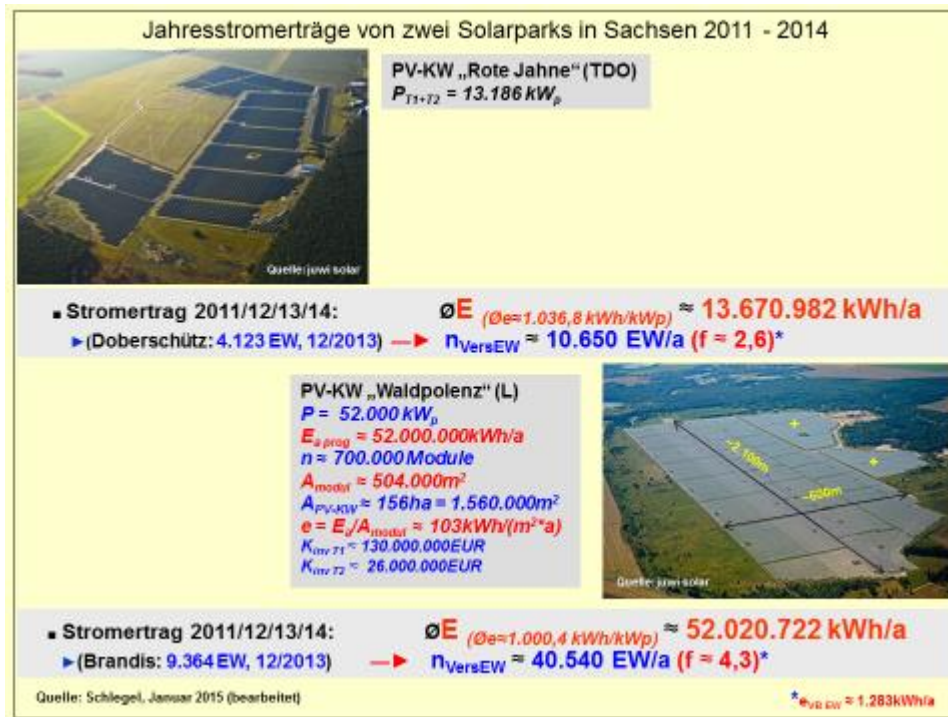 Jahresstromerträge von zwei Solarparks in Sachsen 2011 - 2014
PV-KW „Rote Jahne“ (TDO)
P T1+T2 = 13.186 kWp
Quelle: juwi solar
▪ Stromertrag 2011/12/13/14: øE (Øe≈1.036,8 kWh/kWp) ≈ 13.670.982 kWh/a
►(Doberschütz: 4.123 EW, 12/2013) —► nVersEW ≈ 10.650 EW/a (f ≈ 2,6)*
PV-KW „Waldpolenz“ (L)
P = 52.000 kWp
Ea prog ≈ 52.000.000kWh/a
n ≈ 700.000 Module
Amodul ≈ 504.000m²
APV-KW ≈ 156ha = 1.560.000m²
e = Ea/Amodul ≈ 103kWh/(m²*a)
Kinv T1 ≈ 130.000.000EUR
Kinv T2 ≈ 26.000.000EUR
~2.100m
~600m
Quelle: juwi solar
▪ Stromertrag 2011/12/13/14: øE (Øe≈1.000,4 kWh/kWp) ≈ 52.020.722 kWh/a
►(Brandis: 9.364 EW, 12/2013) —► nVersEW ≈ 40.540 EW/a (f ≈ 4,3)*
Quelle: Schlegel, Januar 2015 (bearbeitet)
*eVB EW ≈ 1.283kWh/a